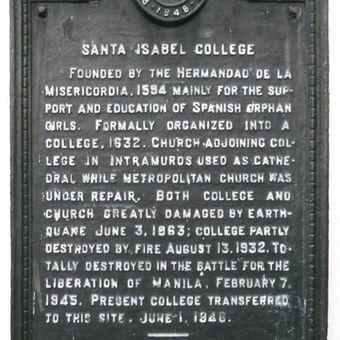 1948
SANTA ISABEL COLLEGE
FOUNDED BY THE HERMANDAD DE LA
MISERICORDIA, 1594 MAINLY FOR THE SUP-
PORT AND EDUCATION OF SPANISH ORPHAN
GIRLS. FORMALLY ORGANIZED INTO A
COLLEGE, 1632. CHURCH ADJOINING COL-
LEGE IN INTRAMUROS USED AS CATHE-
DRAL WHILE METROPOLITAN CHURCH WAS
UNDER REPAIR. BOTH COLLEGE AND
CHURCH GREATLY DAMAGED BY EARTH-
QUAKE JUNE 3, 1863; COLLEGE PARTLY
DESTROYED BY FIRE AUGUST 13, 1932. TO-
TALLY DESTROYED IN THE BATTLE FOR THE
LIBERATION OF MANILA, FEBRUARY 7,
1945. PRESENT COLLEGE TRANSFERRED
TO THIS SITE, JUNE 1, 1946.